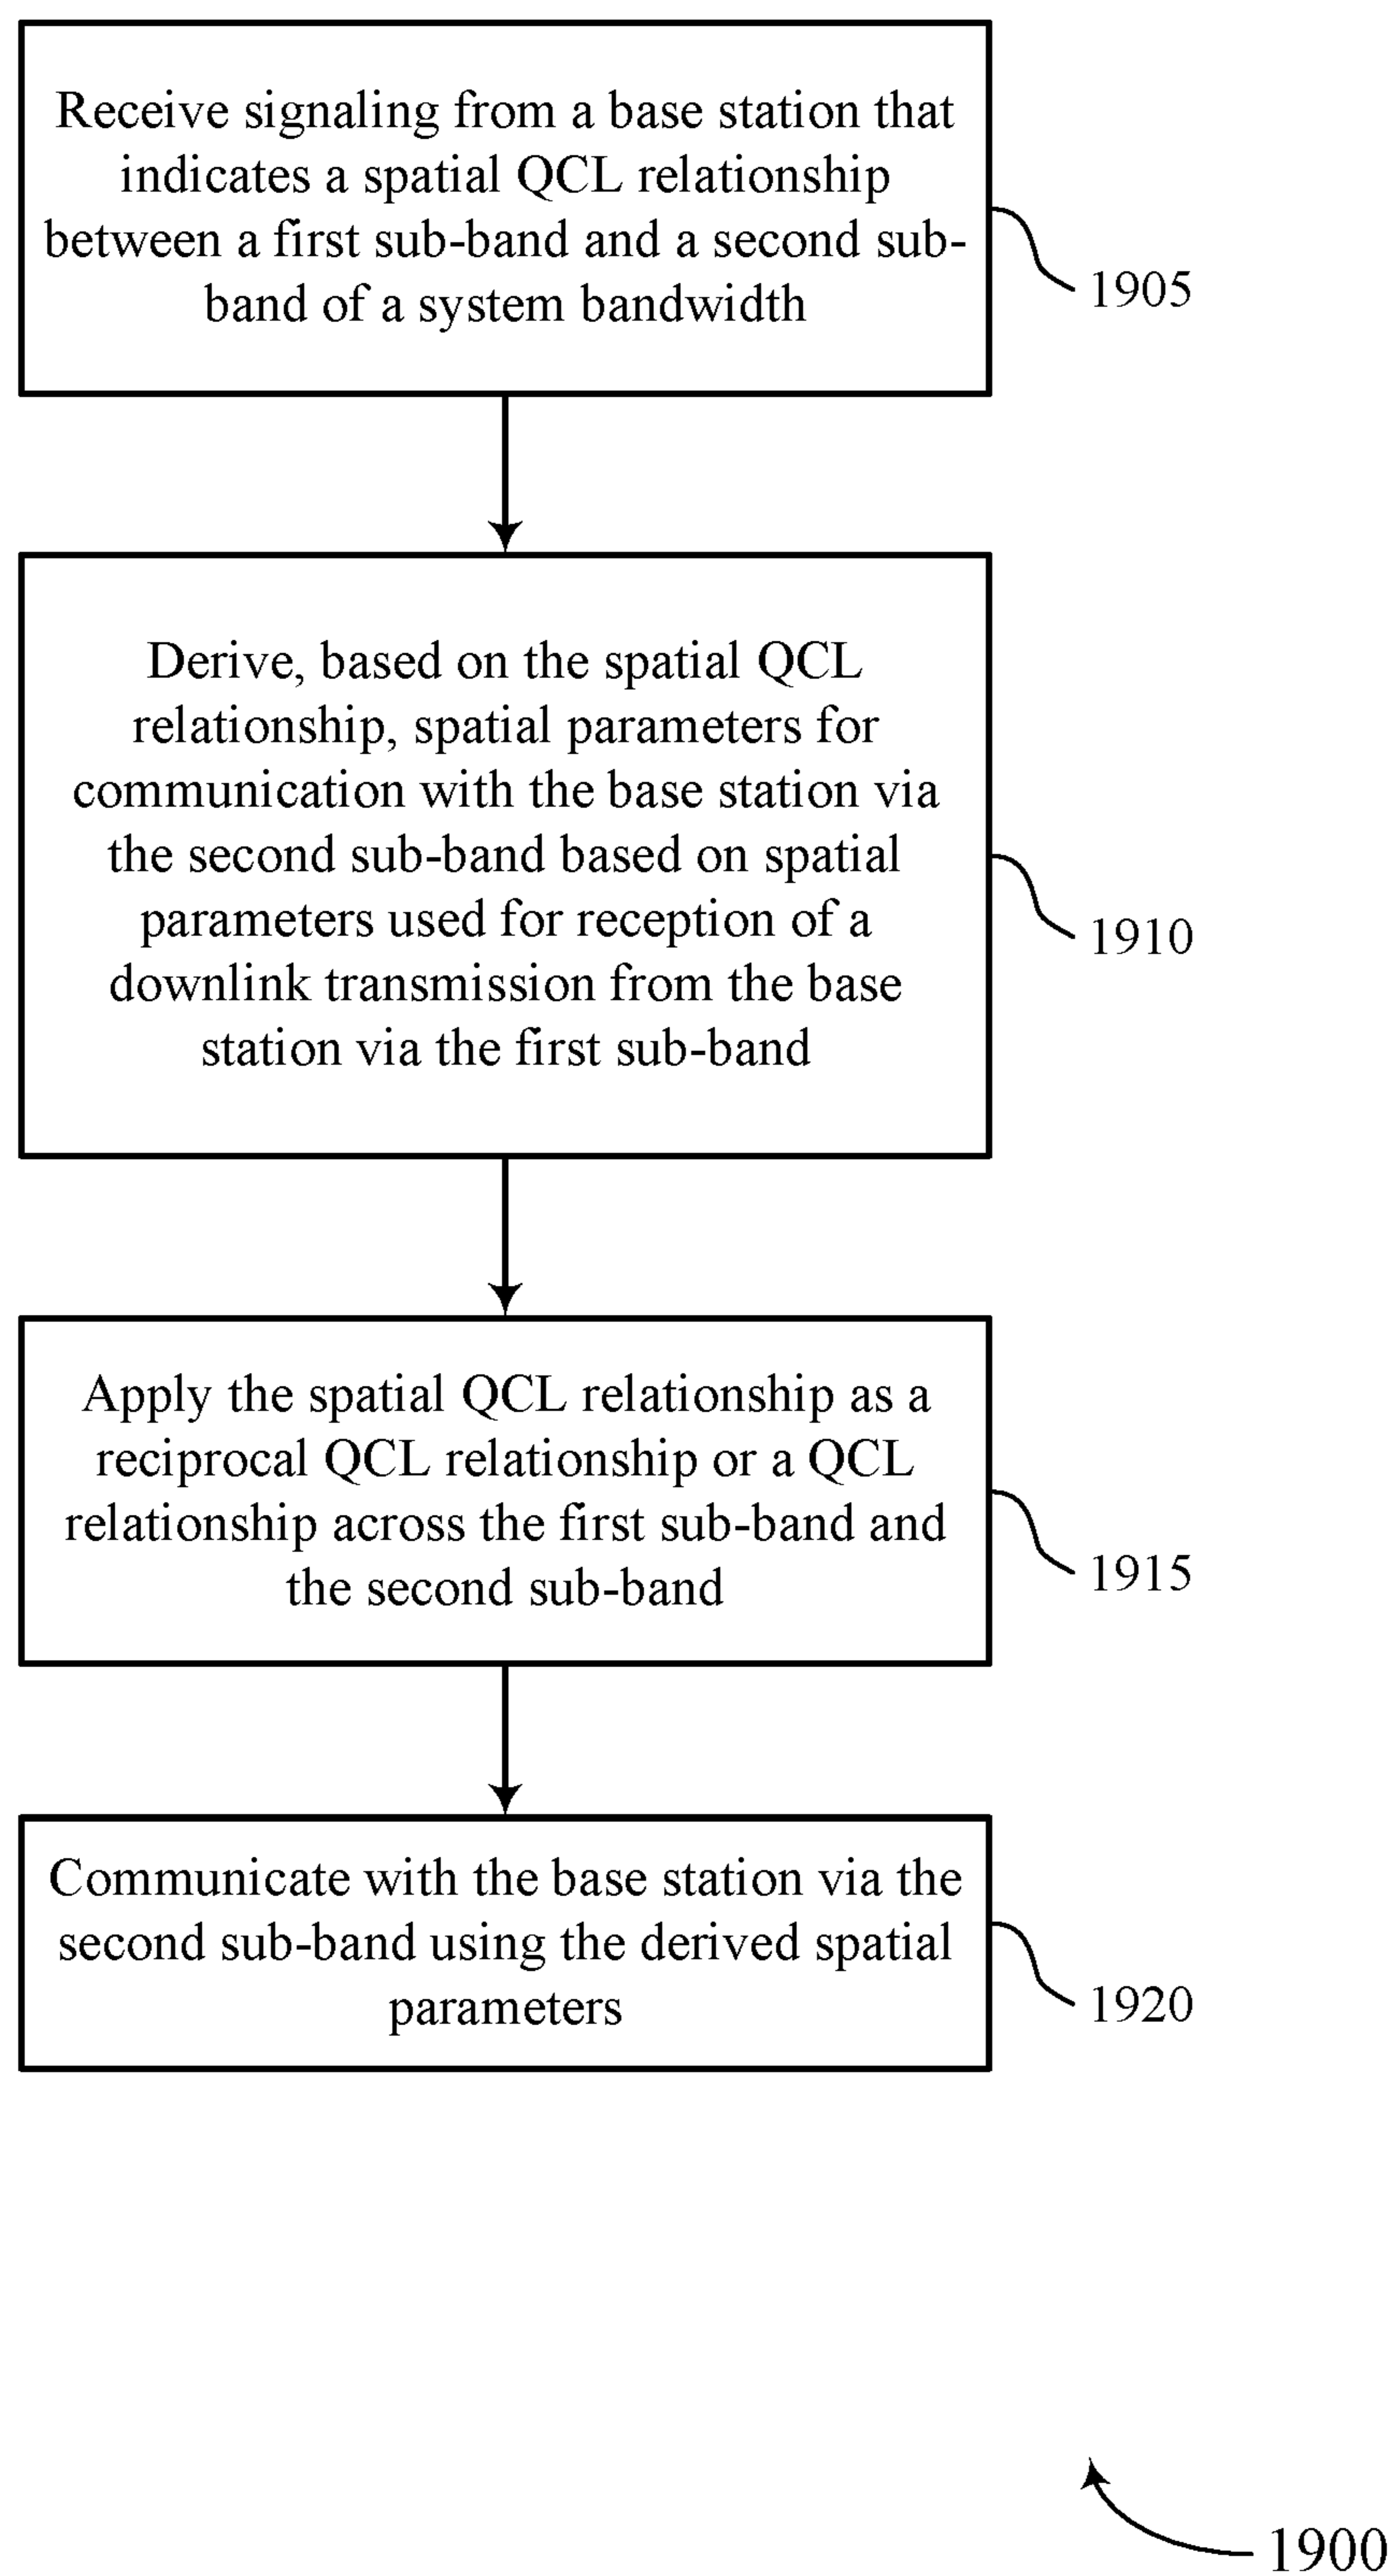 Receive signaling from a base station that
indicates a spatial QCL relationship
between a first sub-band and a second sub-
band of a system bandwidth
1905
Derive, based on the spatial QCL
relationship, spatial parameters for
communication with the base station via
the second sub-band based on spatial
parameters used for reception of a
downlink transmission from the base
station via the first sub-band
1910
Apply the spatial QCL relationship as a
reciprocal QCL relationship or a QCL
relationship across the first sub-band and
the second sub-band
1915
Communicate with the base station via the
second sub-band using the derived spatial
parameters
1920
1900